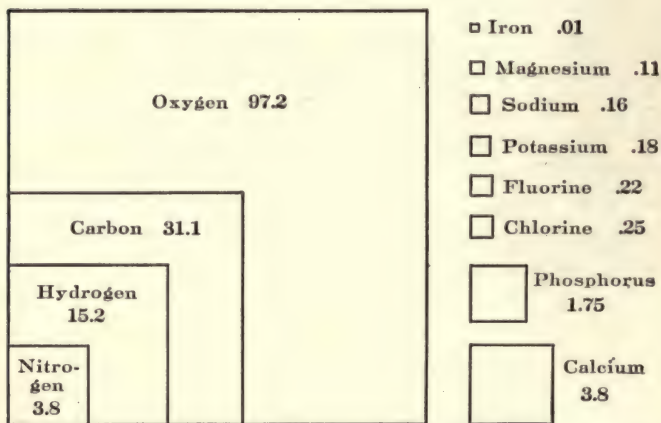 Oxygen 97.2
Carbon 31.1
Hydrogen
15.2
Nitro-
gen
3.8
Iron .01
Magnesium .11
Sodium .16
Potassium .18
Fluorine .22
Chlorine .25
Phosphorus
1.75
Calcium
3.8